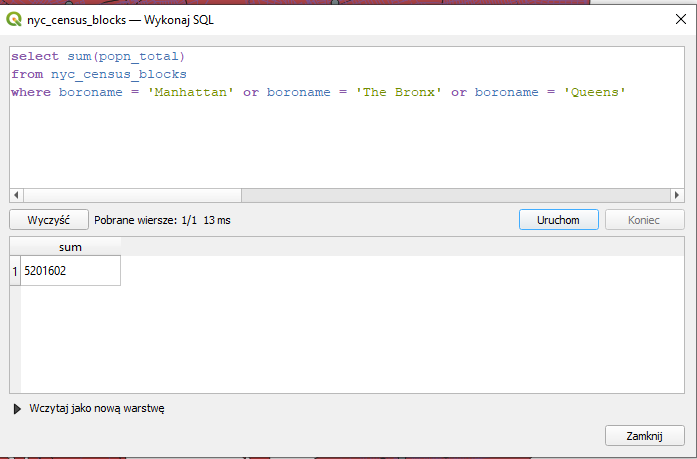 nyc_census_blocks — Wykonaj SQL
select sum(popn_total)
from nyc_census_blocks
where boroname = 'Manhattan' or boroname = 'The Bronx' or boroname = 'Queens'
Wyczyść Pobrane wiersze: 1/1 13 ms Uruchom Koniec
sum
1 5201602
Wczytaj jako nową warstwę
Zamknij